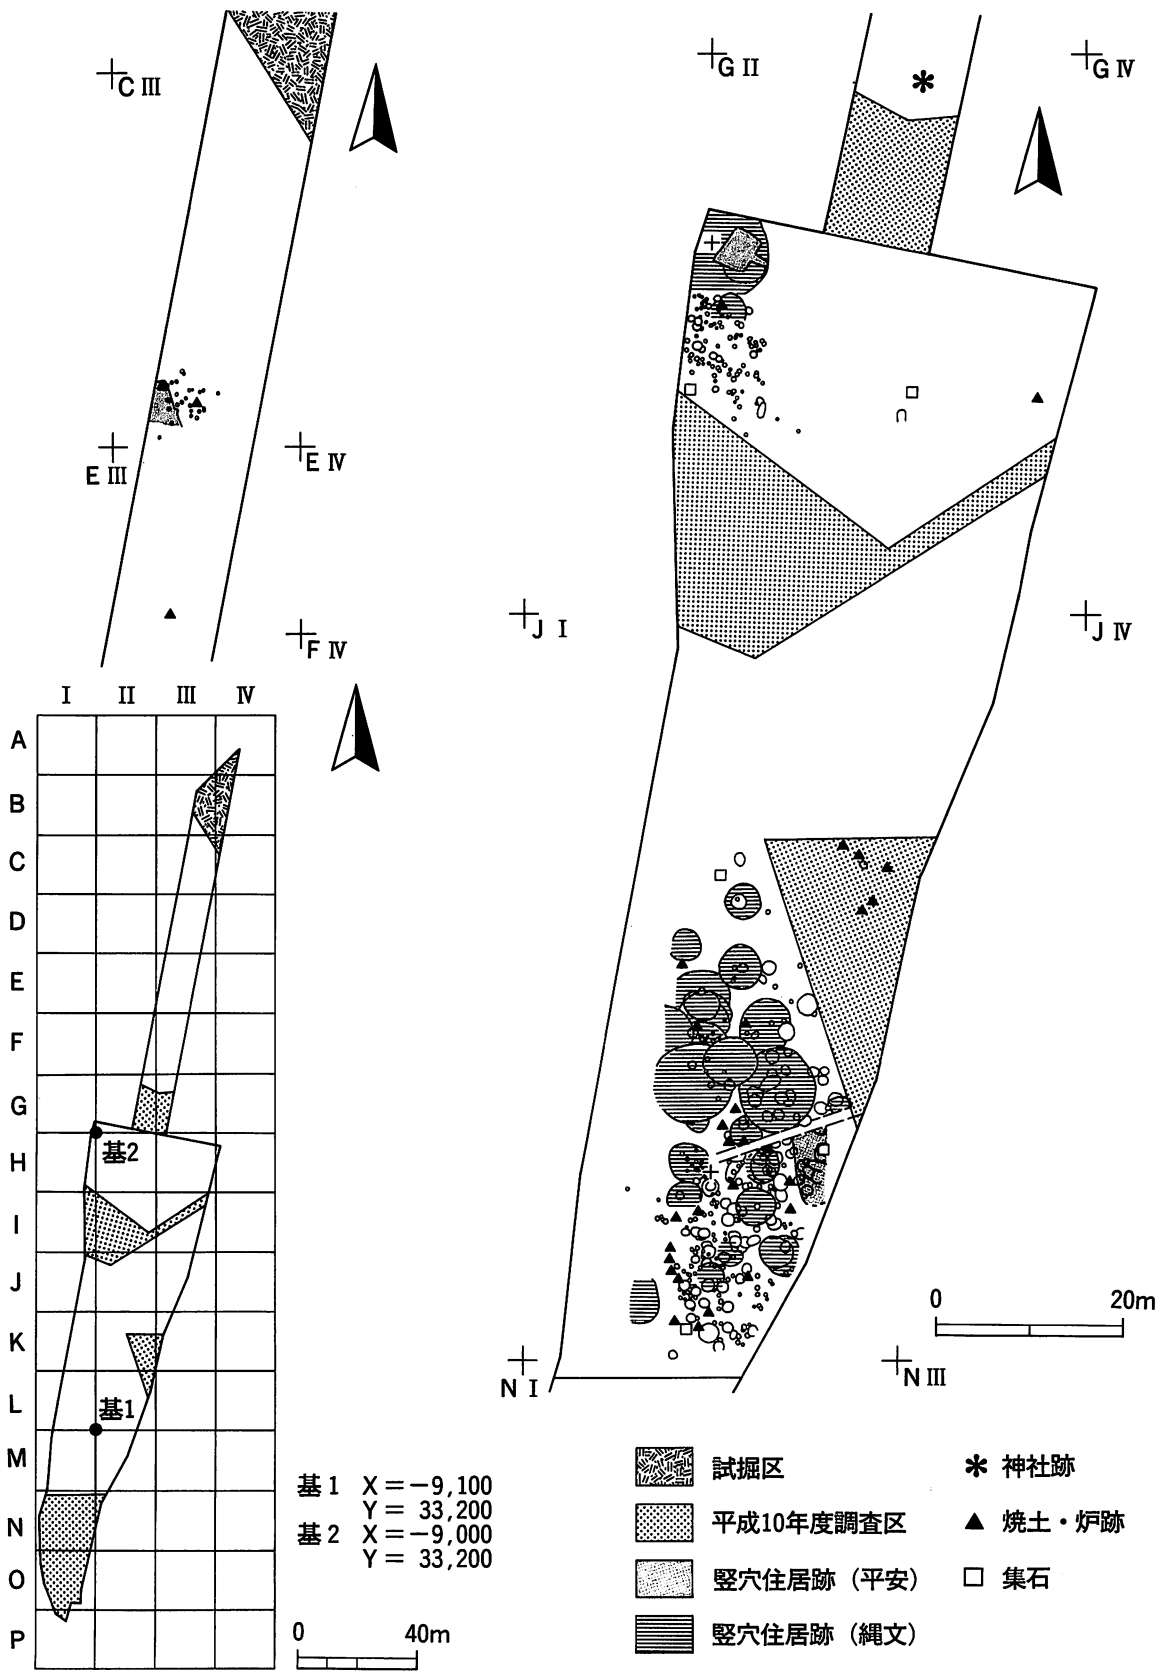 C III
G II
G IV
E III
E IV
F IV
J I
J IV
I II III IV
A
B
C
D
E
F
G
H
I
J
K
L
M
N
O
P
基2
基1
基1 X=-9,100
Y= 33,200
基2 X=-9,000
Y= 33,200
0 40m
0 20m
N I
N III
試掘区
平成10年度調査区
竪穴住居跡（平安）
竪穴住居跡（縄文）
神社跡
焼土・炉跡
集石